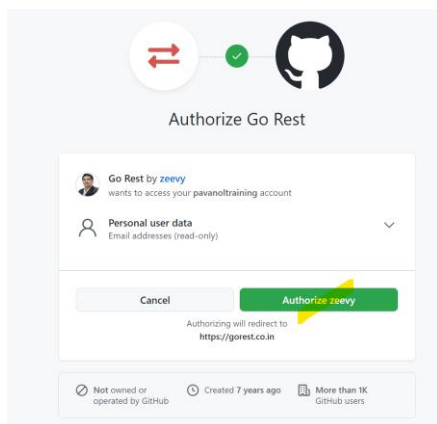 Authorize Go Rest
Go Rest by zeevy
wants to access your pavanoltraining account
Personal user data
Email addresses (read-only)
Cancel
Authorize zeevy
Authorizing will redirect to
https://gorest.co.in
Not owned or
operated by GitHub
Created 7 years ago
More than 1K
GitHub users